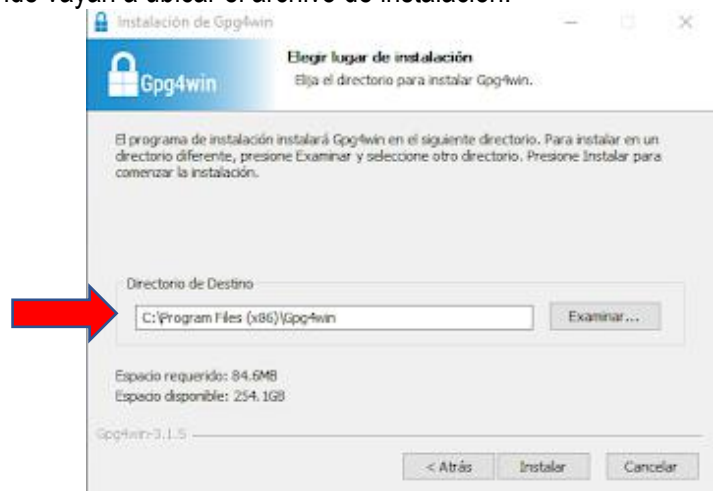 vayan a ubicar el archivo de instalación.
Instalación de Gpg4win
Elegir lugar de instalación
Elija el directorio para instalar Gpg4win.
Gpg4win
El programa de instalación instalará Gpg4win en el siguiente directorio. Para instalar en un
directorio diferente, presione Examinar y seleccione otro directorio. Presione Instalar para
comenzar la instalación.
Directorio de Destino
C:\Program Files (x86)\Gpg4win
Examinar...
Espacio requerido: 84.6MB
Espacio disponible: 254.1GB
Gpg4win-3.1.5
< Atrás Instalar Cancelar